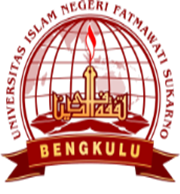 UNIVERSITAS ISLAM NEGERI FATMAWATI SUKARNO
BENGKULU